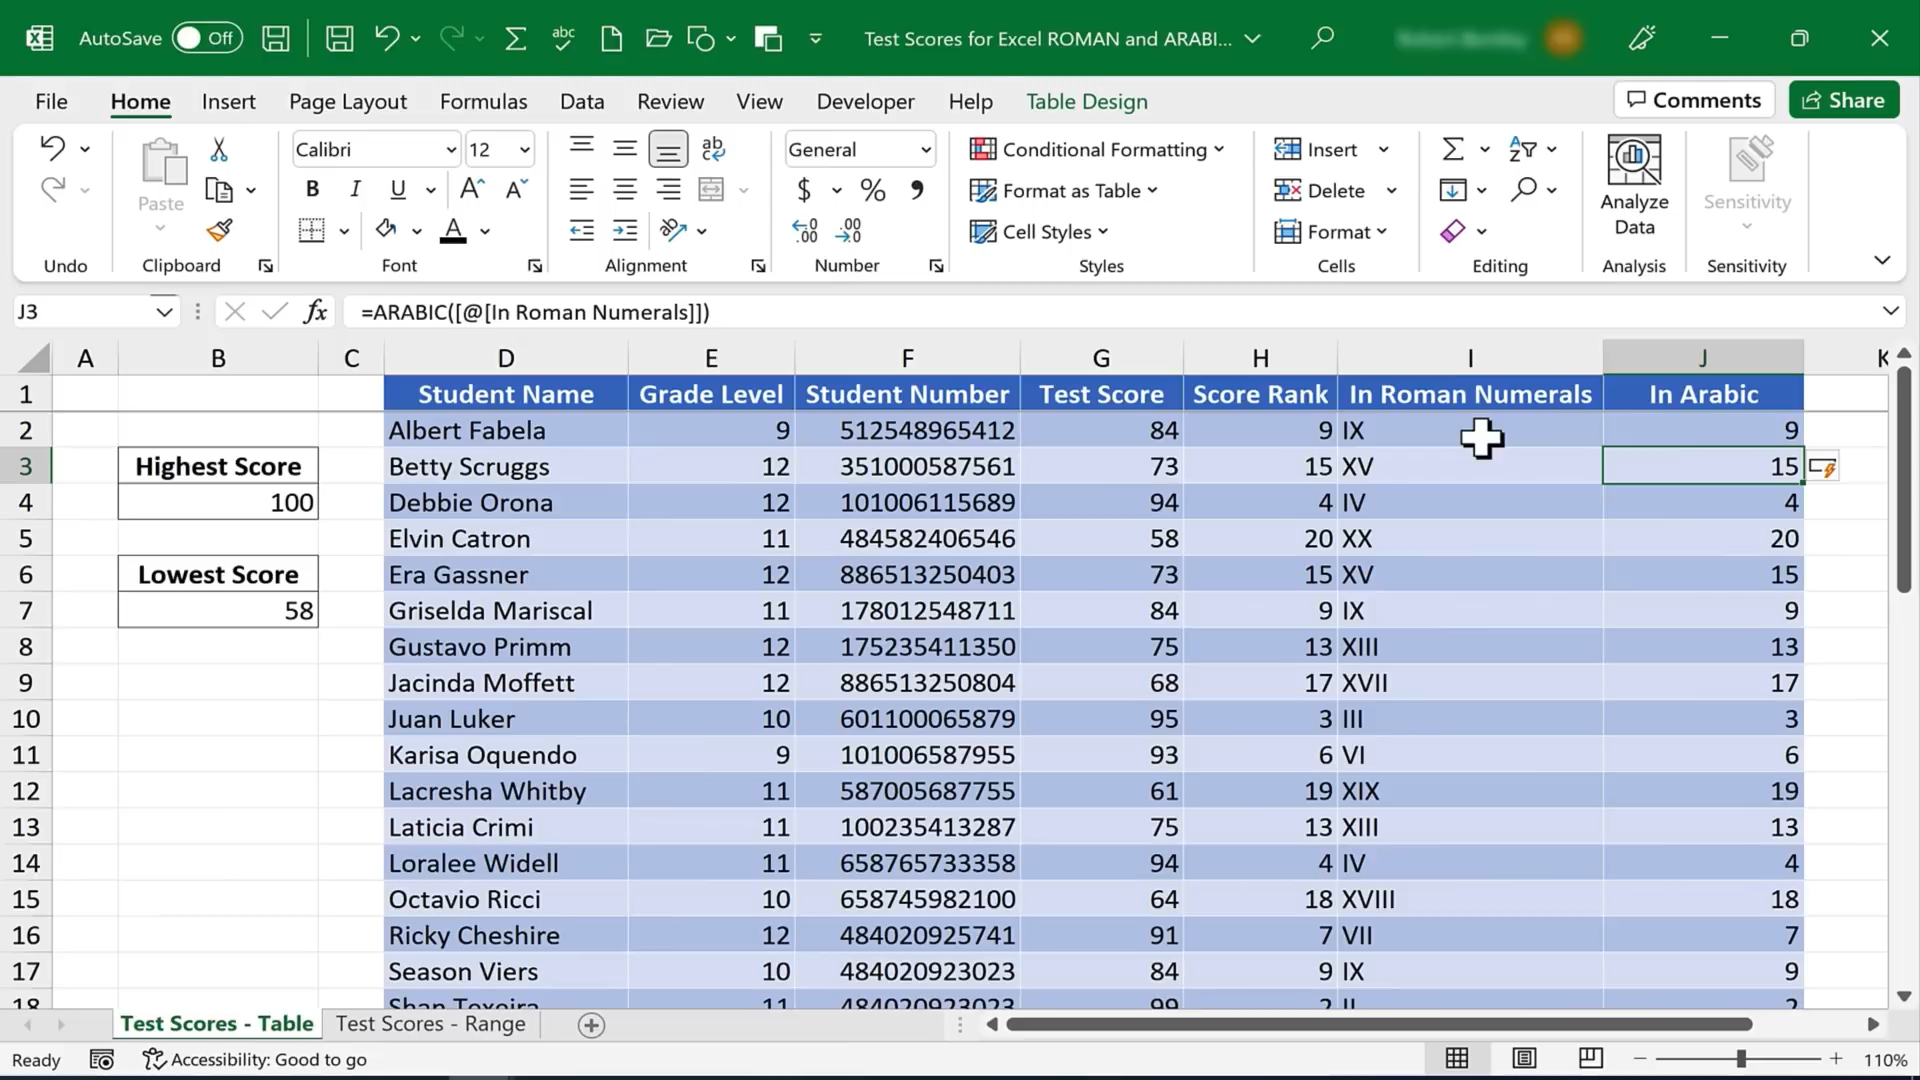 AutoSave Off Test Scores for Excel ROMAN and ARABI...
File Home Insert Page Layout Formulas Data Review View Developer Help Table Design Comments Share
Calibri 12 General Conditional Formatting Insert
Paste B I U $ % Format as Table Delete Analyze Data Sensitivity
Cell Styles Format
Undo Clipboard Font Alignment Number Styles Cells Editing Analysis Sensitivity
J3 fx =ARABIC([@[In Roman Numerals]])
A B C D E F G H I J K
1 Student Name Grade Level Student Number Test Score Score Rank In Roman Numerals In Arabic
2 Albert Fabela 9 512548965412 84 9 IX 9
3 Highest Score Betty Scruggs 12 351000587561 73 15 XV 15
4 100 Debbie Orona 12 101006115689 94 4 IV 4
5 Elvin Catron 11 484582406546 58 20 XX 20
6 Lowest Score Era Gassner 12 886513250403 73 15 XV 15
7 58 Griselda Mariscal 11 178012548711 84 9 IX 9
8 Gustavo Primm 12 175235411350 75 13 XIII 13
9 Jacinda Moffett 12 886513250804 68 17 XVII 17
10 Juan Luker 10 601100065879 95 3 III 3
11 Karisa Oquendo 9 101006587955 93 6 VI 6
12 Lacresha Whitby 11 587005687755 61 19 XIX 19
13 Laticia Crimi 11 100235413287 75 13 XIII 13
14 Loralee Widell 11 658765733358 94 4 IV 4
15 Octavio Ricci 10 658745982100 64 18 XVIII 18
16 Ricky Cheshire 12 484020925741 91 7 VII 7
17 Season Viers 10 484020923023 84 9 IX 9
18 Shan Texeira 11 484020923023 99 2 II 2
Test Scores - Table Test Scores - Range
Ready Accessibility: Good to go 110%